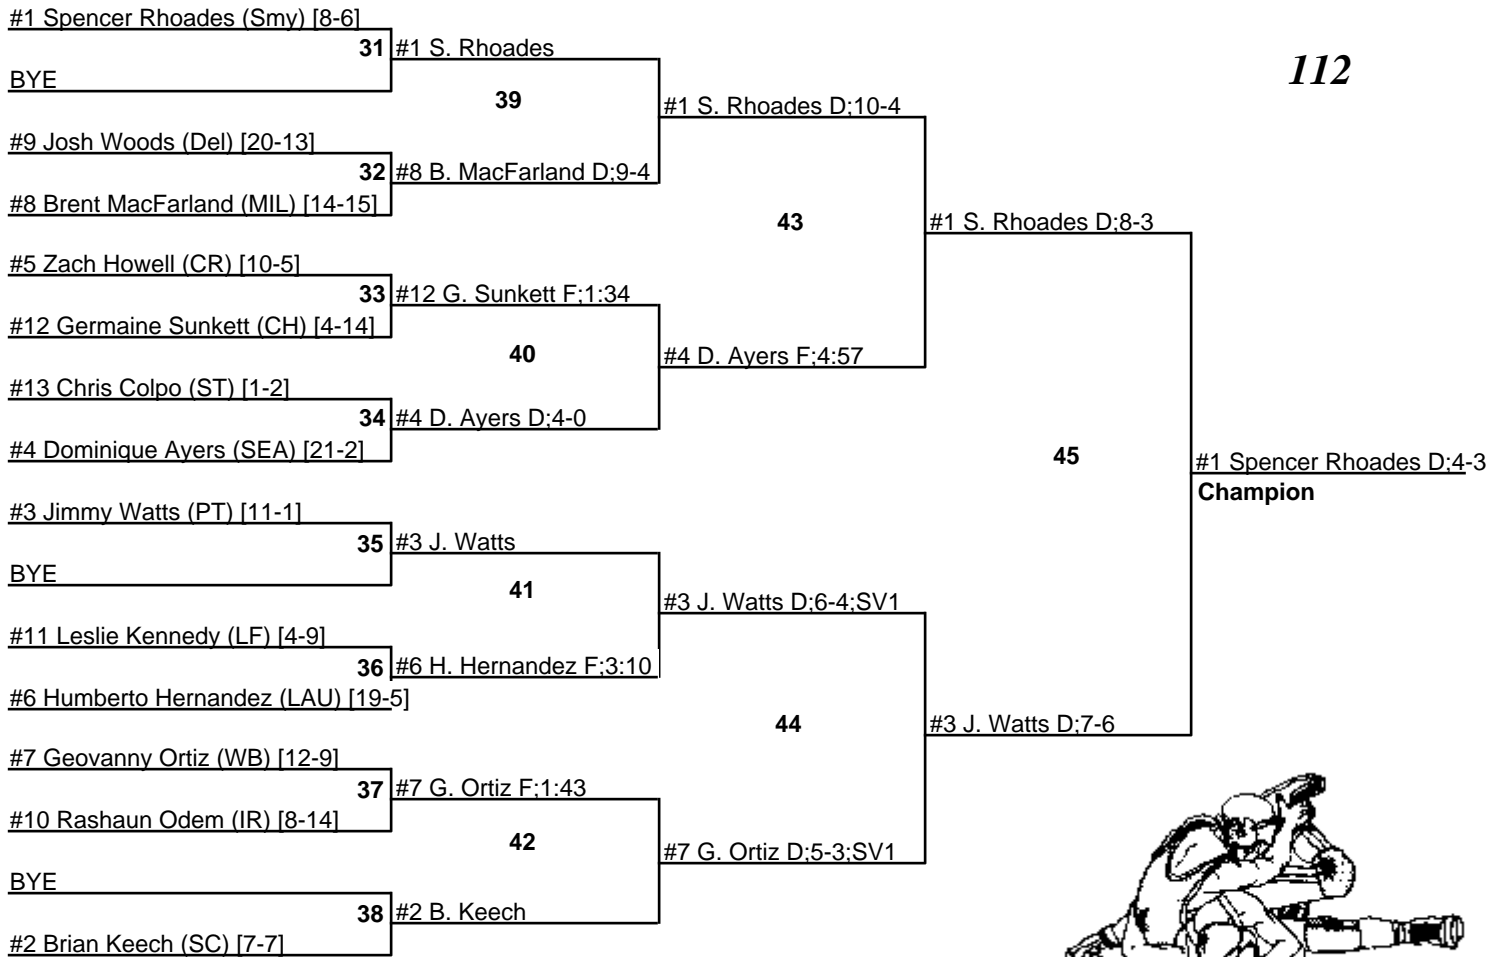 #1 Spencer Rhoades (Smy) [8-6]
31 #1 S. Rhoades
BYE
112
39
#1 S. Rhoades D;10-4
#9 Josh Woods (Del) [20-13]
32 #8 B. MacFarland D;9-4
#8 Brent MacFarland (MIL) [14-15]
43
#1 S. Rhoades D;8-3
#5 Zach Howell (CR) [10-5]
33 #12 G. Sunkett F;1:34
#12 Germaine Sunkett (CH) [4-14]
40
#4 D. Ayers F;4:57
#13 Chris Colpo (ST) [1-2]
34 #4 D. Ayers D;4-0
#4 Dominique Ayers (SEA) [21-2]
45
#1 Spencer Rhoades D;4-3
Champion
#3 Jimmy Watts (PT) [11-1]
35 #3 J. Watts
BYE
41
#3 J. Watts D;6-4;SV1
#11 Leslie Kennedy (LF) [4-9]
36 #6 H. Hernandez F;3:10
#6 Humberto Hernandez (LAU) [19-5]
44
#3 J. Watts D;7-6
#7 Geovanny Ortiz (WB) [12-9]
37 #7 G. Ortiz F;1:43
#10 Rashaun Odem (IR) [8-14]
42
#7 G. Ortiz D;5-3;SV1
BYE
38 #2 B. Keech
#2 Brian Keech (SC) [7-7]